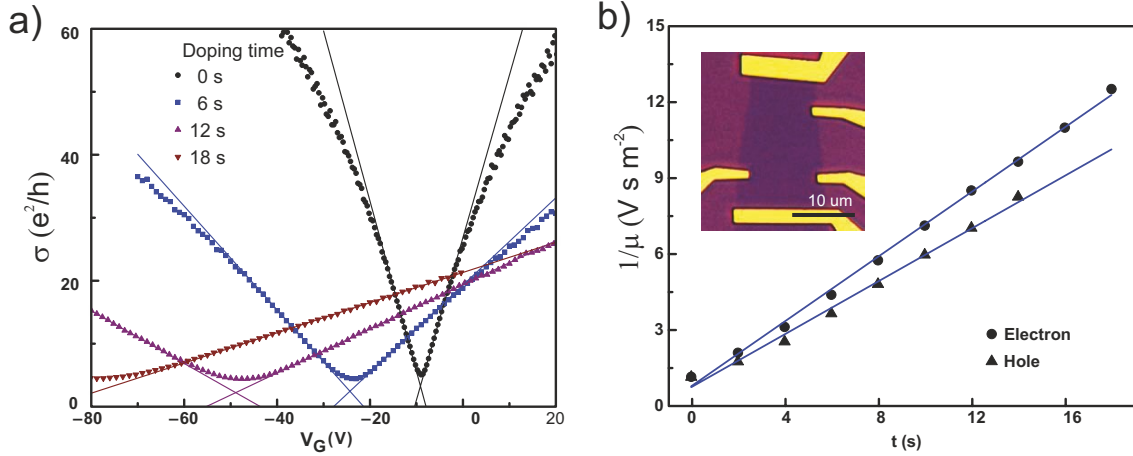 a)
60
40
20
0
σ (e²/h)
Doping time
0 s
6 s
12 s
18 s
−80
−60
−40
−20
0
20
V_G (V)
b)
15
12
9
6
3
0
1/μ (V s m⁻²)
10 um
Electron
Hole
0
4
8
12
16
t (s)